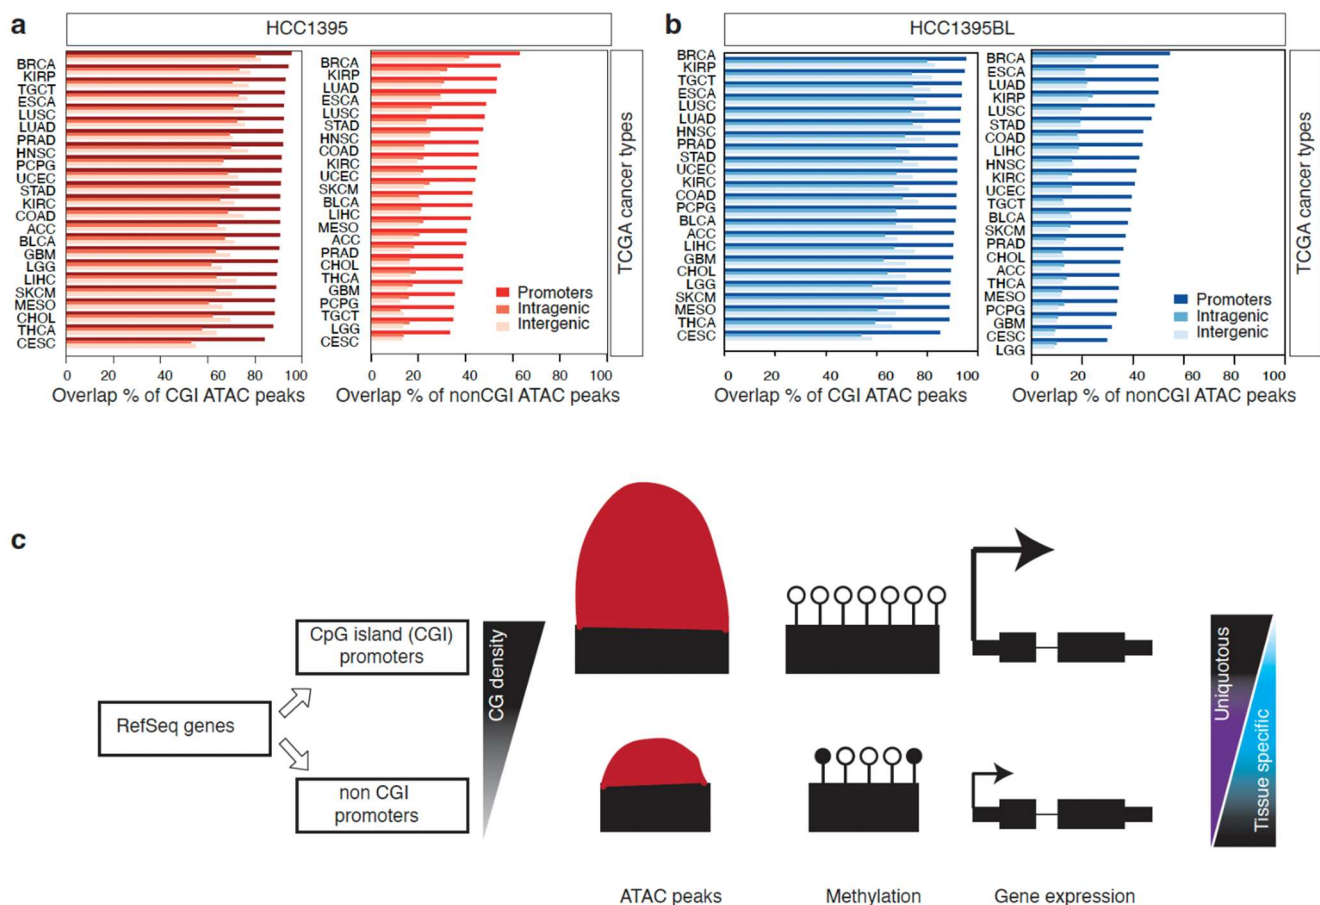 a
HCC1395
BRCA
KIRP
TGCT
ESCA
LUSC
LUAD
PRAD
HNSC
PCPG
UCEC
STAD
KIRC
COAD
ACC
BLCA
GBM
LGG
LIHC
SKCM
MESO
CHOL
THCA
CESC
0 20 40 60 80 100
Overlap % of CGI ATAC peaks
BRCA
KIRP
LUAD
ESCA
LUSC
STAD
HNSC
COAD
KIRC
UCEC
SKCM
BLCA
LIHC
MESO
ACC
PRAD
CHOL
THCA
GBM
PCPG
TGCT
LGG
CESC
Promoters
Intragenic
Intergenic
0 20 40 60 80 100
Overlap % of nonCGI ATAC peaks
TCGA cancer types
b
HCC1395BL
BRCA
KIRP
TGCT
ESCA
LUSC
LUAD
HNSC
PRAD
STAD
UCEC
KIRC
COAD
PCPG
BLCA
ACC
LIHC
GBM
CHOL
LGG
SKCM
MESO
THCA
CESC
0 20 40 60 80 100
Overlap % of CGI ATAC peaks
BRCA
ESCA
LUAD
KIRP
LUSC
STAD
COAD
LIHC
HNSC
KIRC
UCEC
TGCT
BLCA
SKCM
PRAD
CHOL
ACC
THCA
MESO
PCPG
GBM
CESC
LGG
Promoters
Intragenic
Intergenic
0 20 40 60 80 100
Overlap % of nonCGI ATAC peaks
TCGA cancer types
c
RefSeq genes
CpG island (CGI)
promoters
non CGI
promoters
CG density
Uniquotous
Tissue specific
ATAC peaks
Methylation
Gene expression